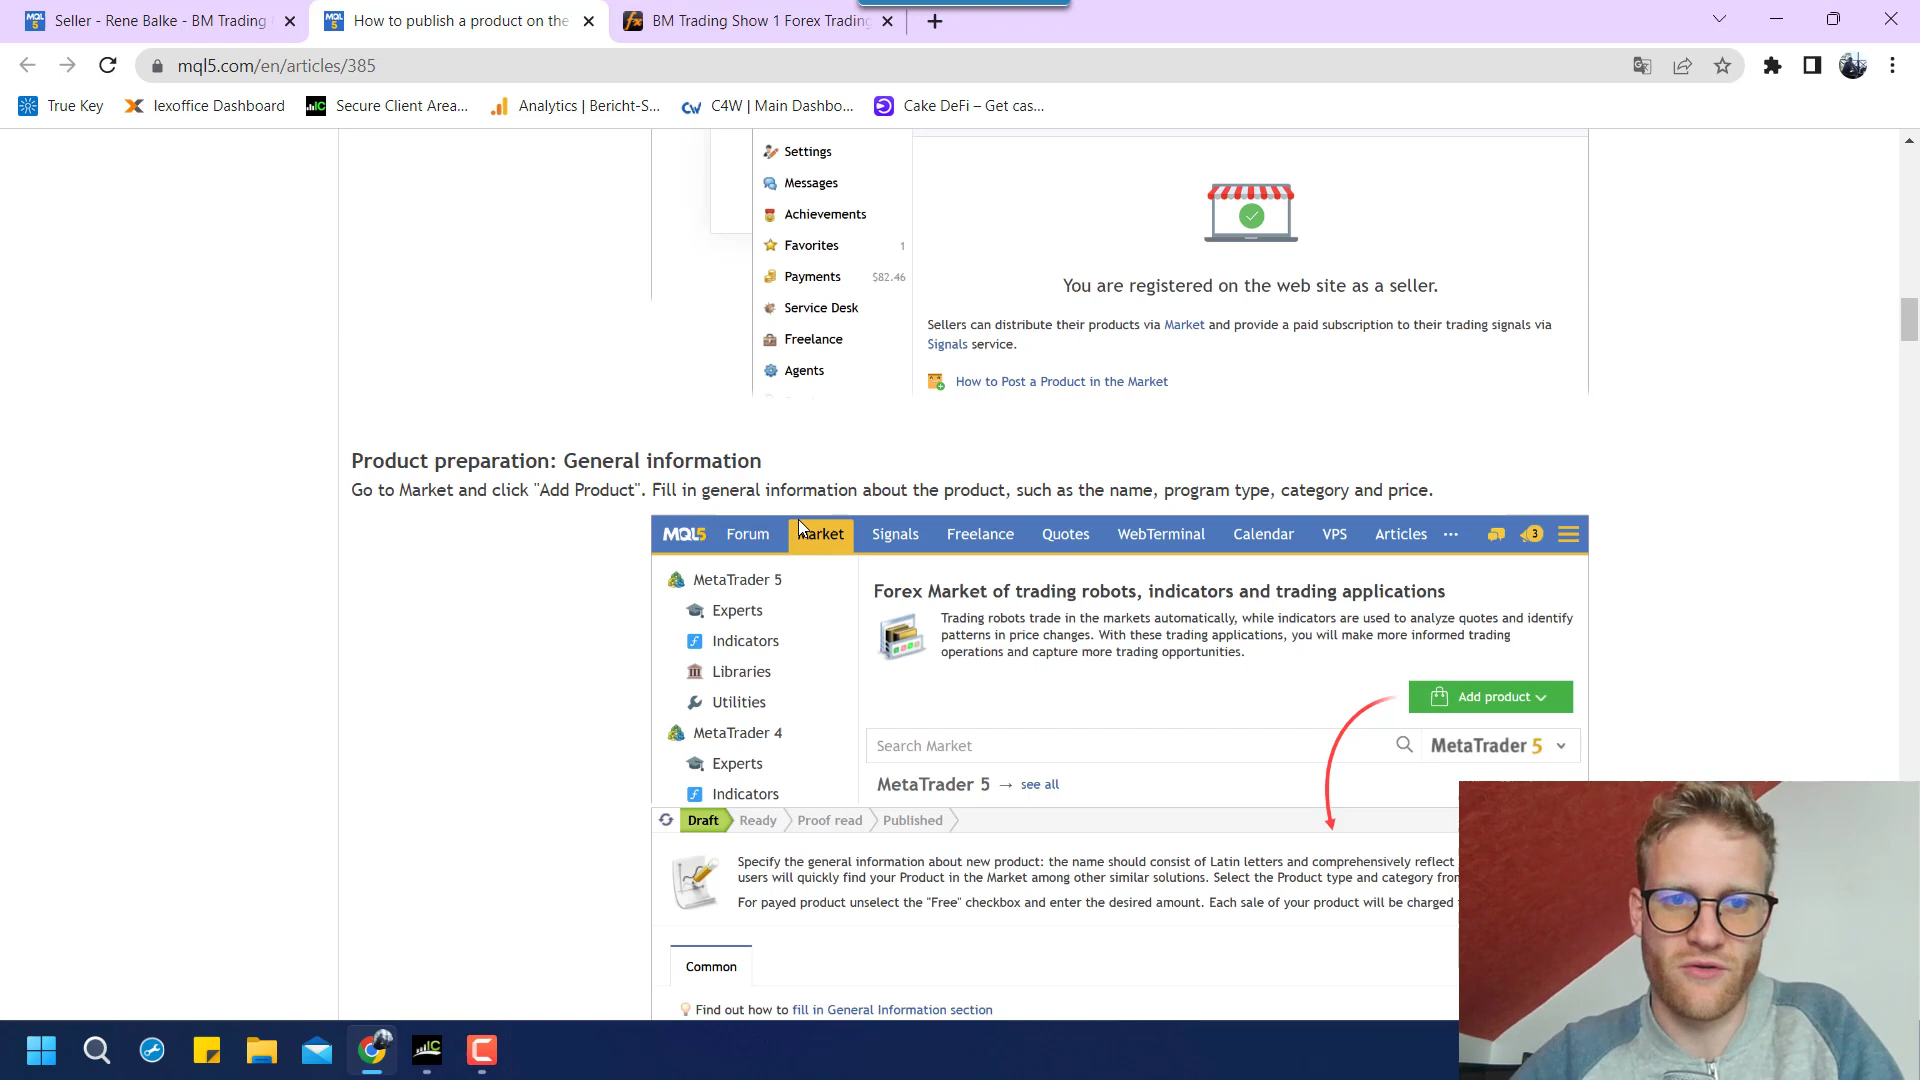 Seller - Rene Balke - BM Trading
How to publish a product on the
BM Trading Show 1 Forex Trading
mql5.com/en/articles/385
True Key
lexoffice Dashboard
Secure Client Area...
Analytics | Bericht-S...
C4W | Main Dashbo...
Cake DeFi – Get cas...
Settings
Messages
Achievements
Favorites 1
Payments $82.46
Service Desk
Freelance
Agents
You are registered on the web site as a seller.
Sellers can distribute their products via Market and provide a paid subscription to their trading signals via
Signals service.
How to Post a Product in the Market
Product preparation: General information
Go to Market and click "Add Product". Fill in general information about the product, such as the name, program type, category and price.
MQL5 Forum Market Signals Freelance Quotes WebTerminal Calendar VPS Articles ... 3
MetaTrader 5
Experts
Indicators
Libraries
Utilities
MetaTrader 4
Experts
Indicators
Forex Market of trading robots, indicators and trading applications
Trading robots trade in the markets automatically, while indicators are used to analyze quotes and identify
patterns in price changes. With these trading applications, you will make more informed trading
operations and capture more trading opportunities.
Add product
Search Market
MetaTrader 5
MetaTrader 5 → see all
Draft Ready Proof read Published
Specify the general information about new product: the name should consist of Latin letters and comprehensively reflect
users will quickly find your Product in the Market among other similar solutions. Select the Product type and category from
For payed product unselect the "Free" checkbox and enter the desired amount. Each sale of your product will be charged
Common
Find out how to fill in General Information section